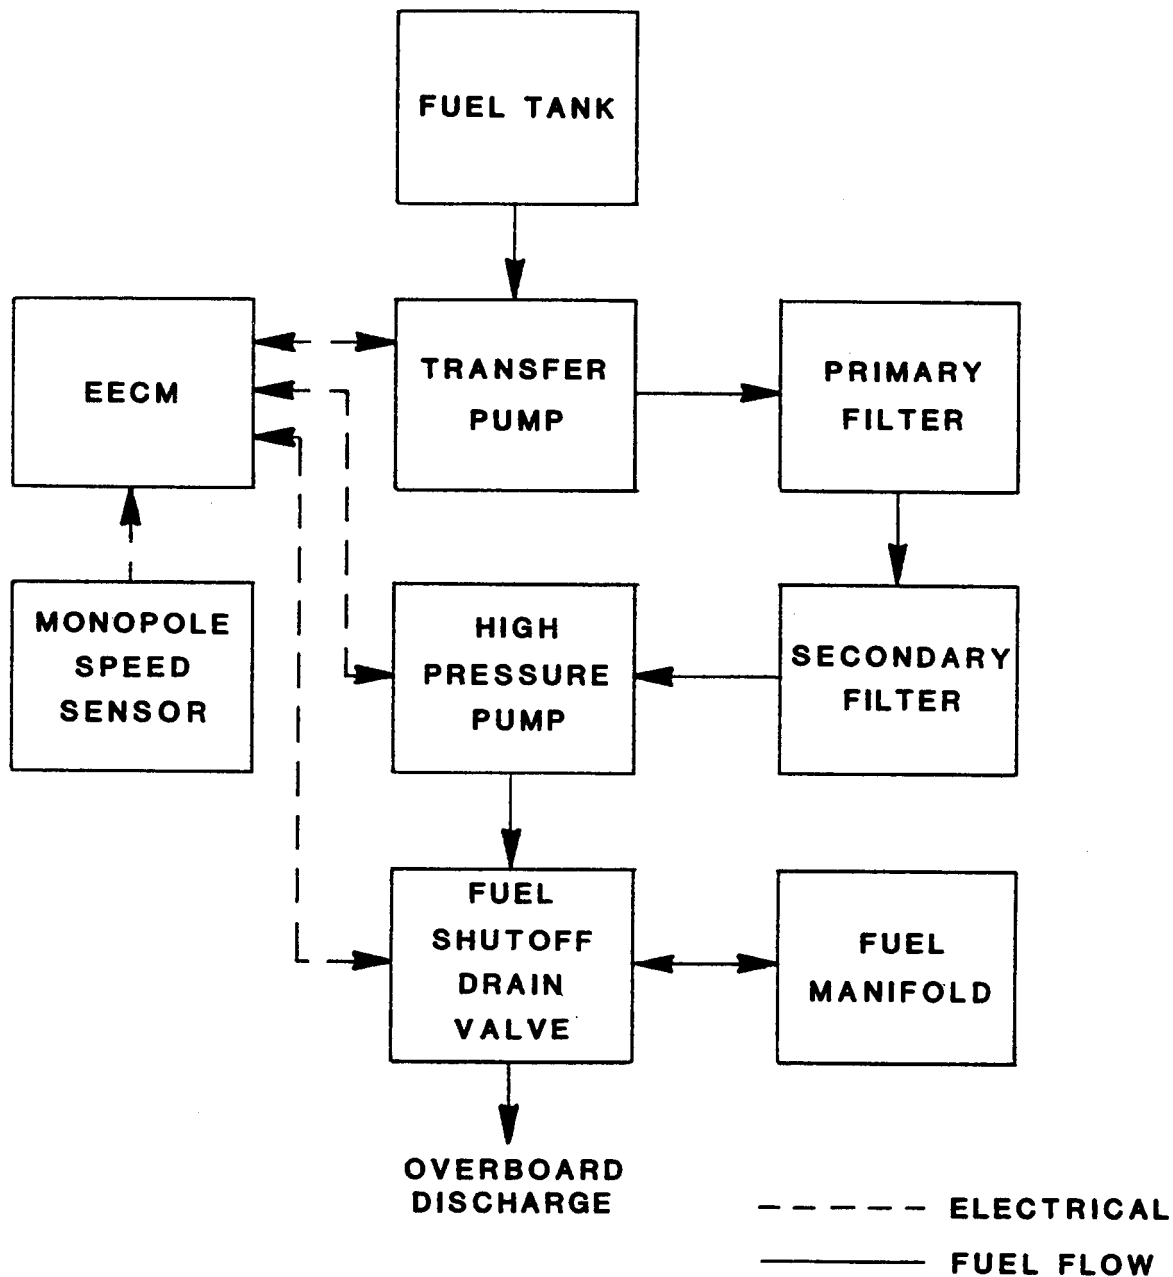 FUEL TANK
EECM
TRANSFER
PUMP
PRIMARY
FILTER
MONOPOLE
SPEED
SENSOR
HIGH
PRESSURE
PUMP
SECONDARY
FILTER
FUEL
SHUTOFF
DRAIN
VALVE
FUEL
MANIFOLD
OVERBOARD
DISCHARGE
ELECTRICAL
FUEL FLOW